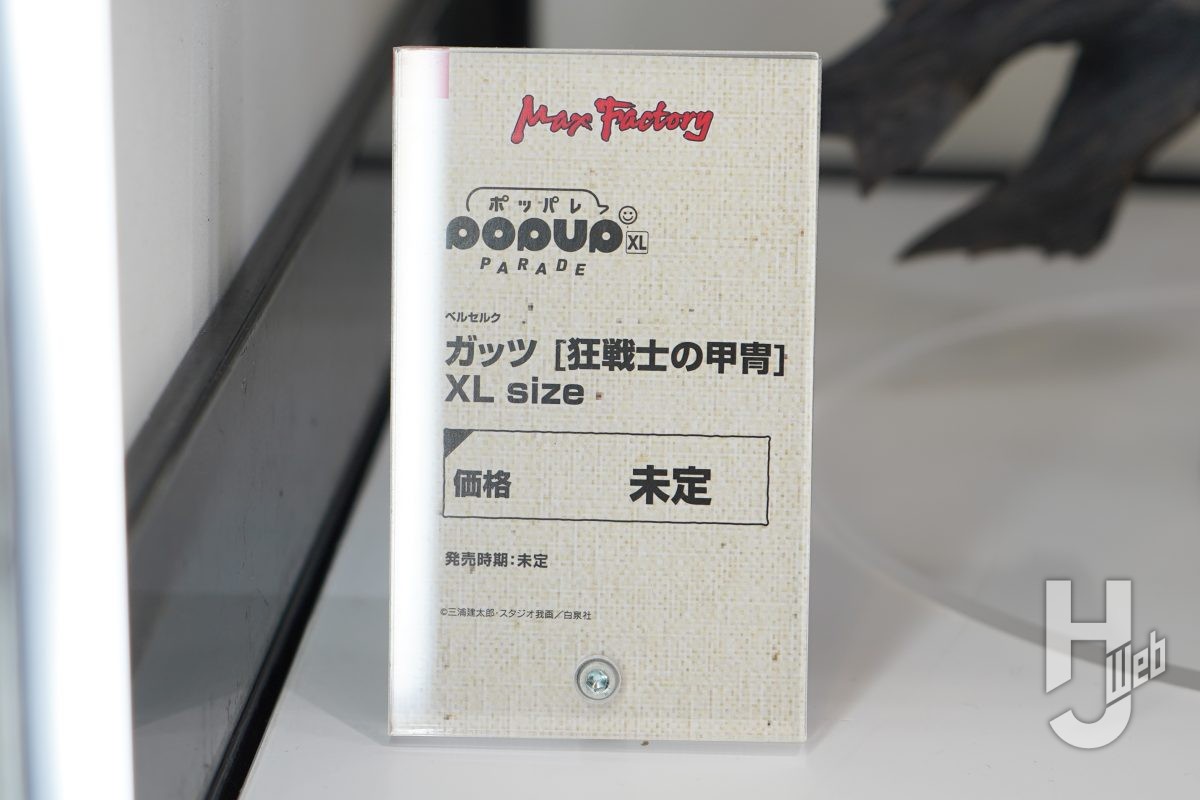 Max Factory
ポッパレ
POPUP XL
PARADE
ベルセルク
ガッツ [狂戦士の甲冑]
XL size
価格 未定
発売時期:未定
©三浦建太郎・スタジオ我画/白泉社
HJ Web